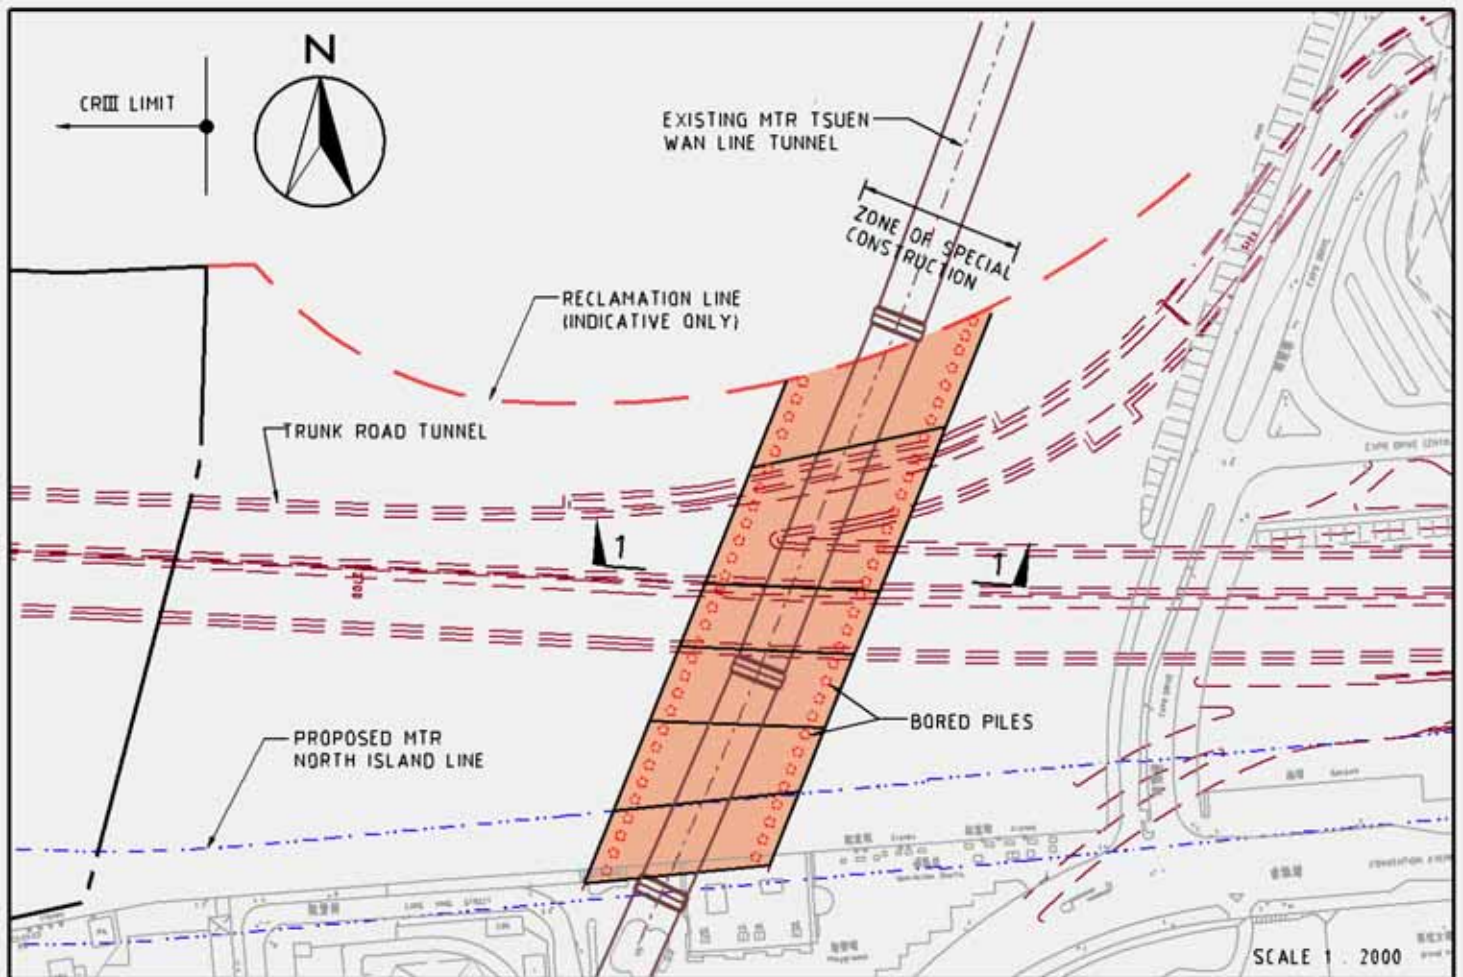 N
CRIII LIMIT
EXISTING MTR TSUEN
WAN LINE TUNNEL
ZONE OF SPECIAL
CONSTRUCTION
RECLAMATION LINE
(INDICATIVE ONLY)
TRUNK ROAD TUNNEL
1
1
BORED PILES
PROPOSED MTR
NORTH ISLAND LINE
SCALE 1 . 2000